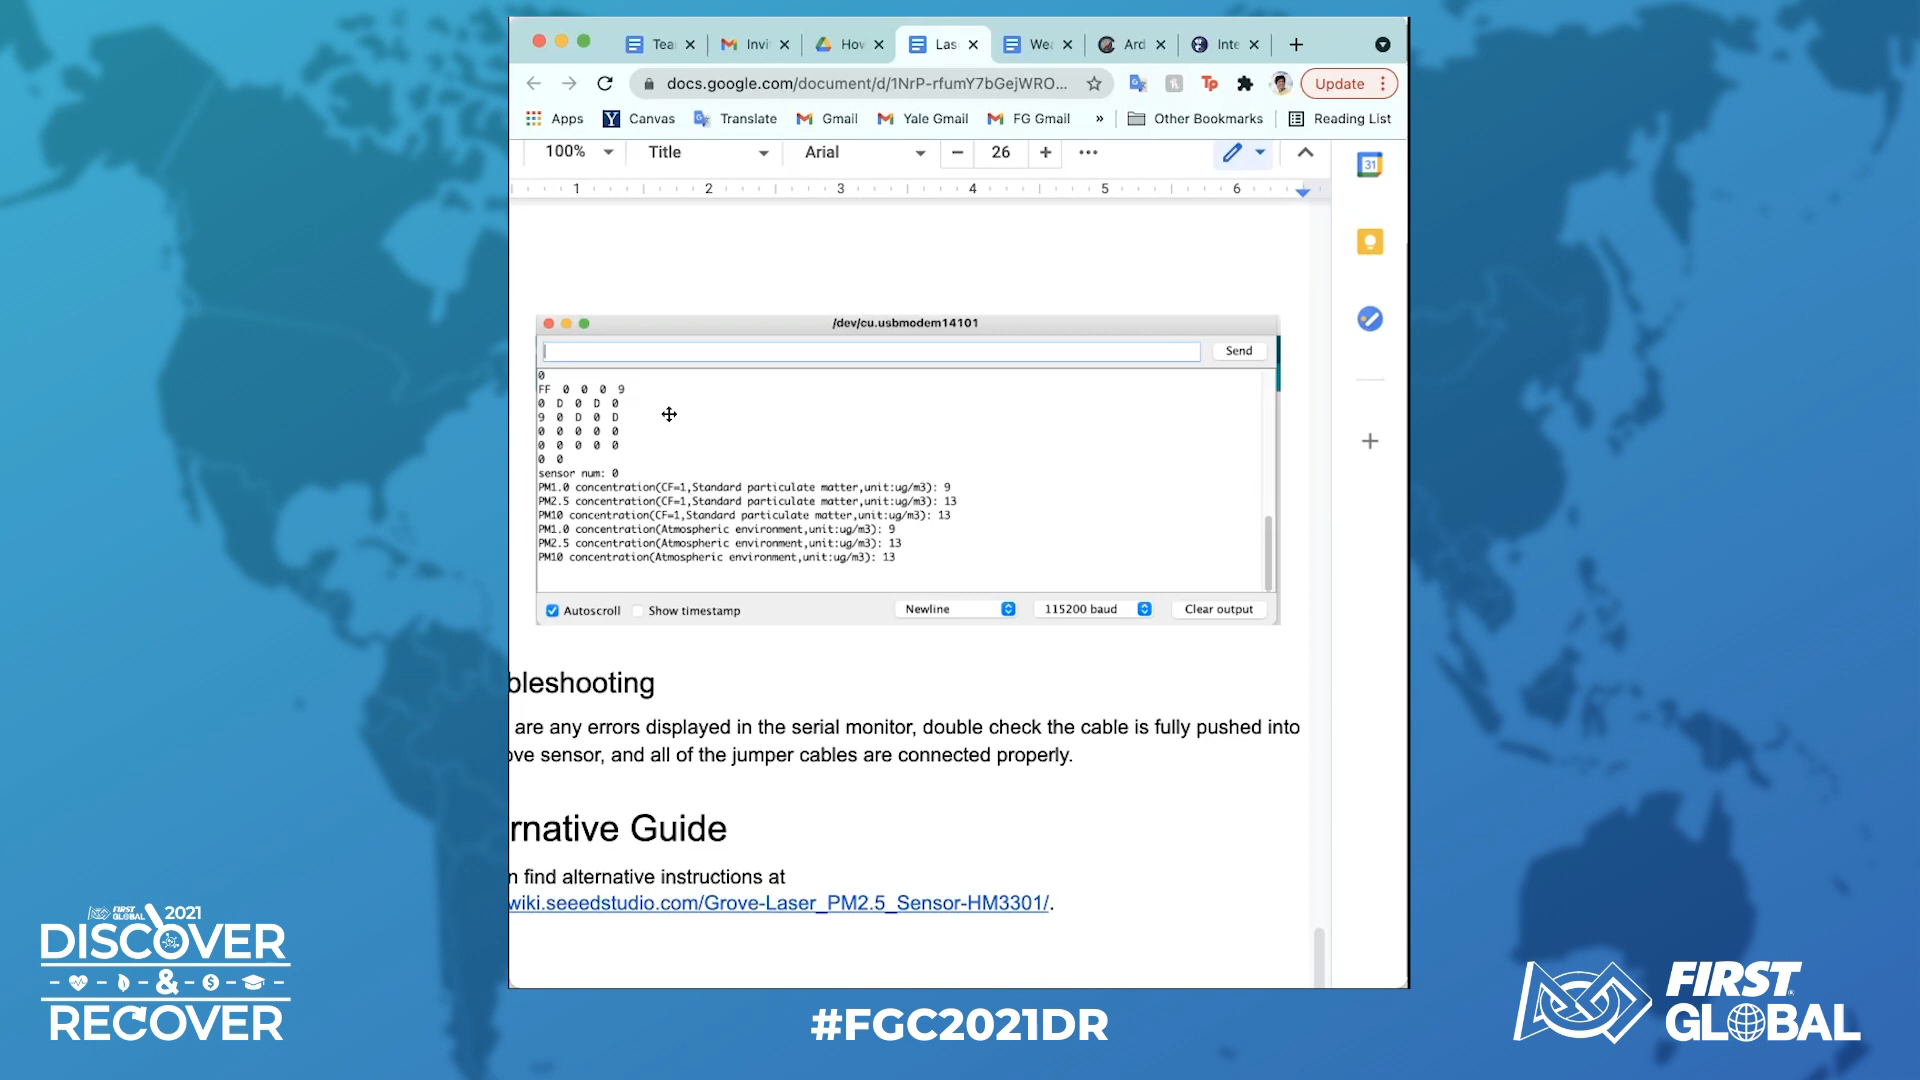 Tea
Invi
Hov
Las
Wea
Ard
Inte
docs.google.com/document/d/1NrP-rfumY7bGejWRO...
Update
Apps
Canvas
Translate
Gmail
Yale Gmail
FG Gmail
»
Other Bookmarks
Reading List
100%
Title
Arial
26
1 2 3 4 5 6
31
/dev/cu.usbmodem14101
Send
0
FF 0 0 0 9
0 D 0 D 0
9 0 D 0 D
0 0 0 0 0
0 0 0 0 0
0 0
sensor num: 0
PM1.0 concentration(CF=1,Standard particulate matter,unit:ug/m3): 9
PM2.5 concentration(CF=1,Standard particulate matter,unit:ug/m3): 13
PM10 concentration(CF=1,Standard particulate matter,unit:ug/m3): 13
PM1.0 concentration(Atmospheric environment,unit:ug/m3): 9
PM2.5 concentration(Atmospheric environment,unit:ug/m3): 13
PM10 concentration(Atmospheric environment,unit:ug/m3): 13
Autoscroll
Show timestamp
Newline
115200 baud
Clear output
bleshooting
are any errors displayed in the serial monitor, double check the cable is fully pushed into
ove sensor, and all of the jumper cables are connected properly.
rnative Guide
n find alternative instructions at
wiki.seeedstudio.com/Grove-Laser_PM2.5_Sensor-HM3301/.
FIRST GLOBAL 2021
DISCOVER
&
RECOVER
#FGC2021DR
FIRST
GLOBAL